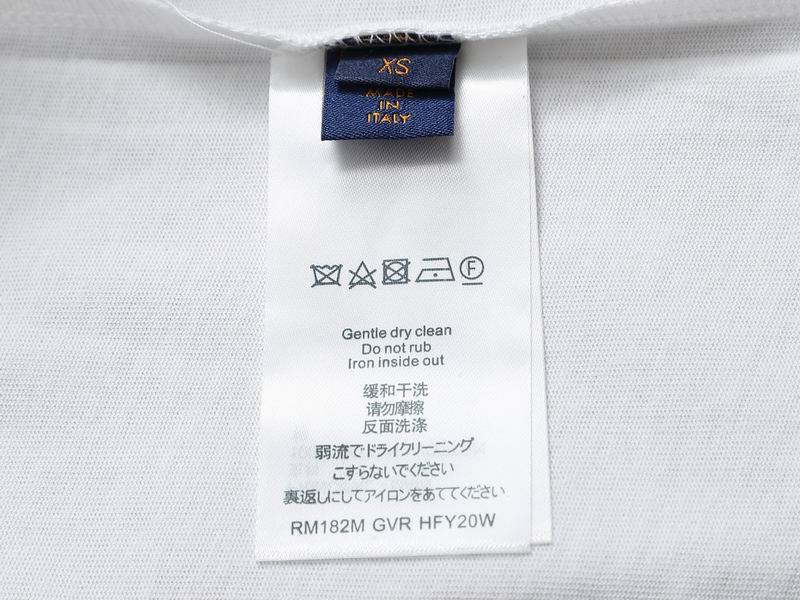 XS
MADE
IN
ITALY
F
Gentle dry clean
Do not rub
Iron inside out
缓和干洗
请勿摩擦
反面洗涤
弱流でドライクリーニング
こすらないでください
裏返しにしてアイロンをあててください
RM182M GVR HFY20W